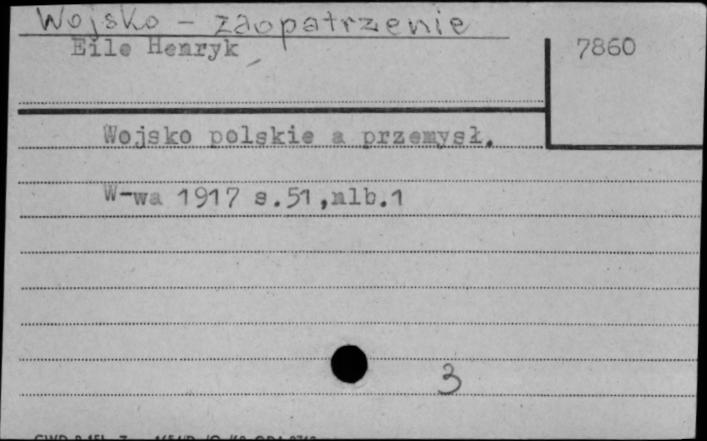 Wojsko - zaopatrzenie
Eile Henryk
7860
Wojsko polskie a przemysł.
W-wa 1917 s.51,nlb.1
3